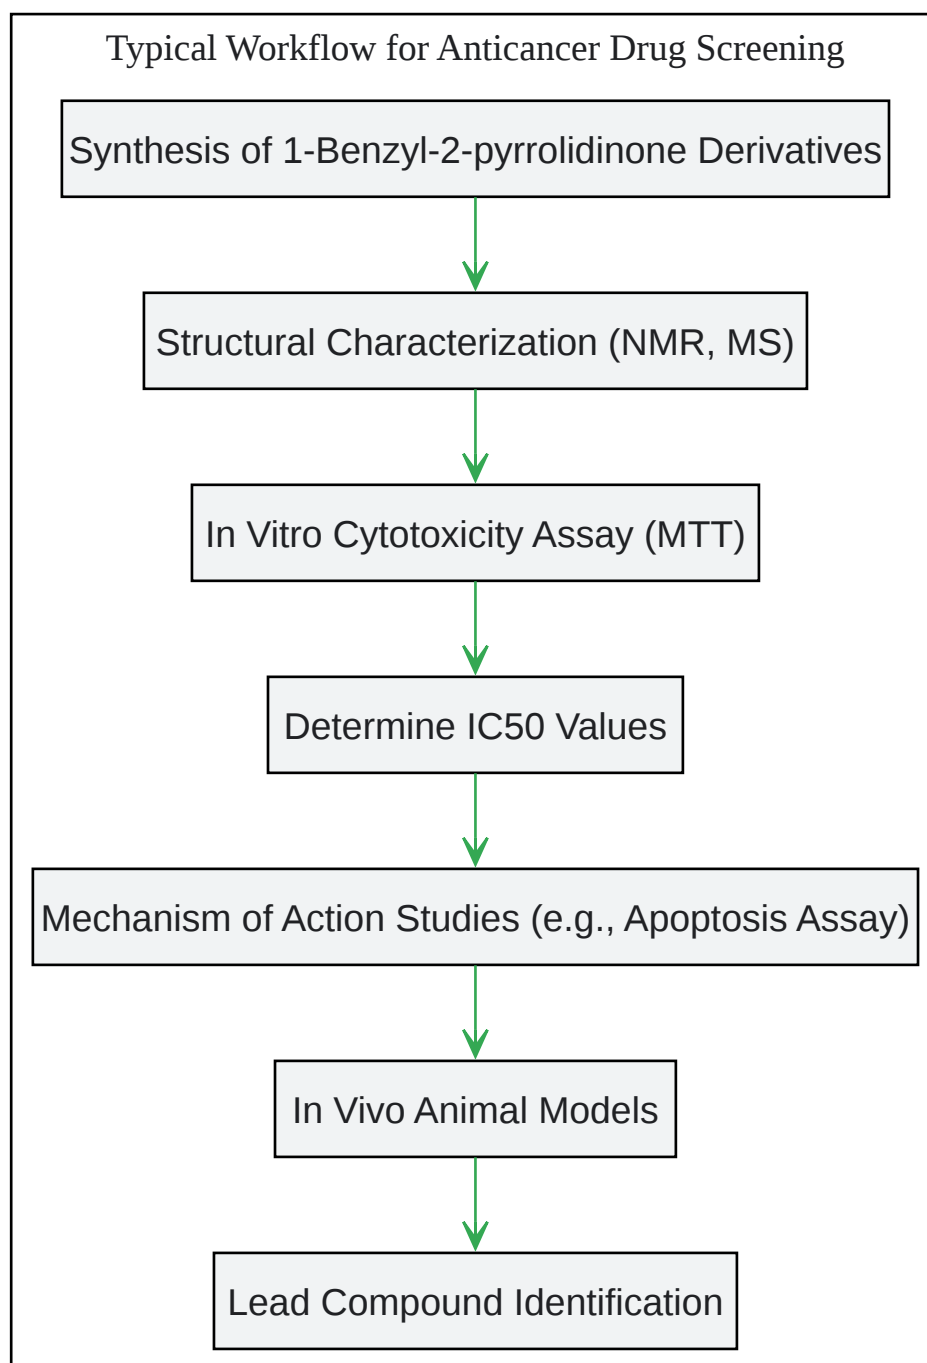 Typical Workflow for Anticancer Drug Screening
Synthesis of 1-Benzyl-2-pyrrolidinone Derivatives
Structural Characterization (NMR, MS)
In Vitro Cytotoxicity Assay (MTT)
Determine IC50 Values
Mechanism of Action Studies (e.g., Apoptosis Assay)
In Vivo Animal Models
Lead Compound Identification